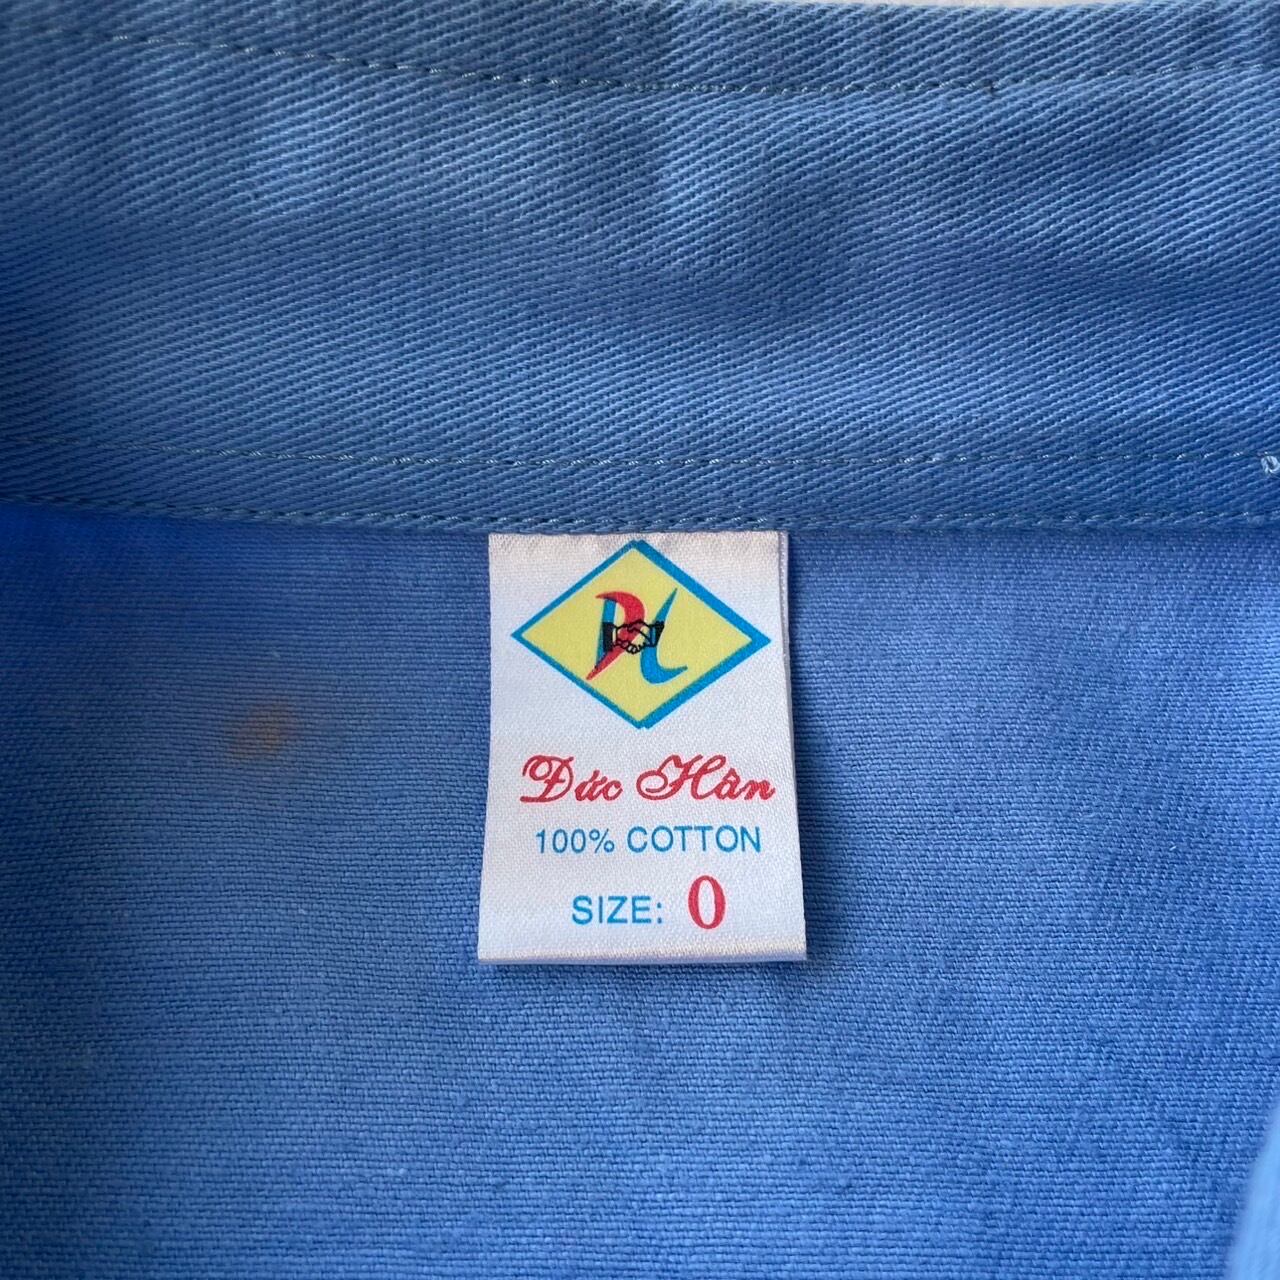 Đức Hân
100% COTTON
SIZE: 0